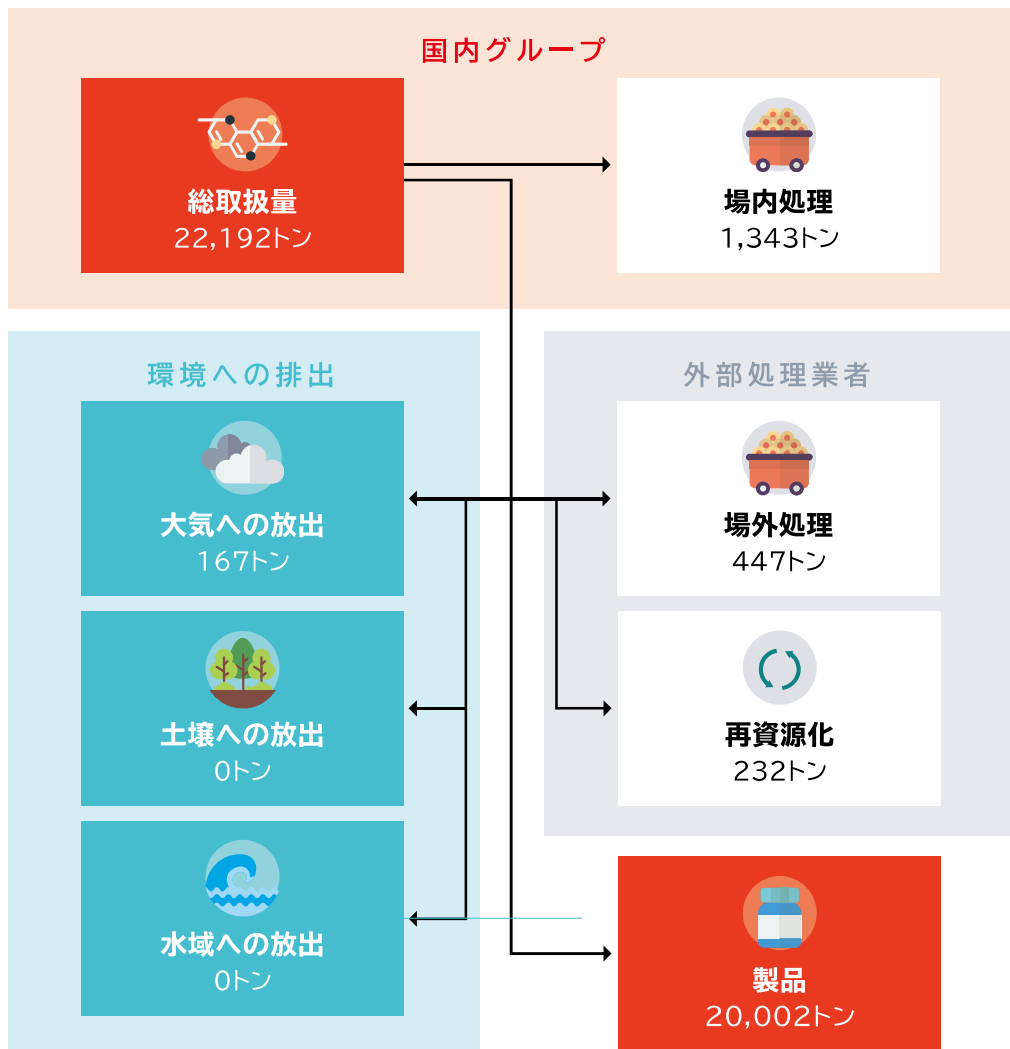 国内グループ
総取扱量
22,192トン
場内処理
1,343トン
環境への排出
大気への放出
167トン
土壌への放出
0トン
水域への放出
0トン
外部処理業者
場外処理
447トン
再資源化
232トン
製品
20,002トン